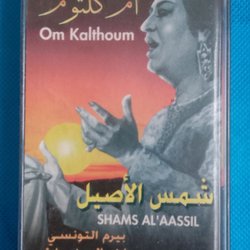 أم كلثوم
Om Kalthoum
شمس الأصيل
SHAMS AL'AASSIL
بيرم التونسي